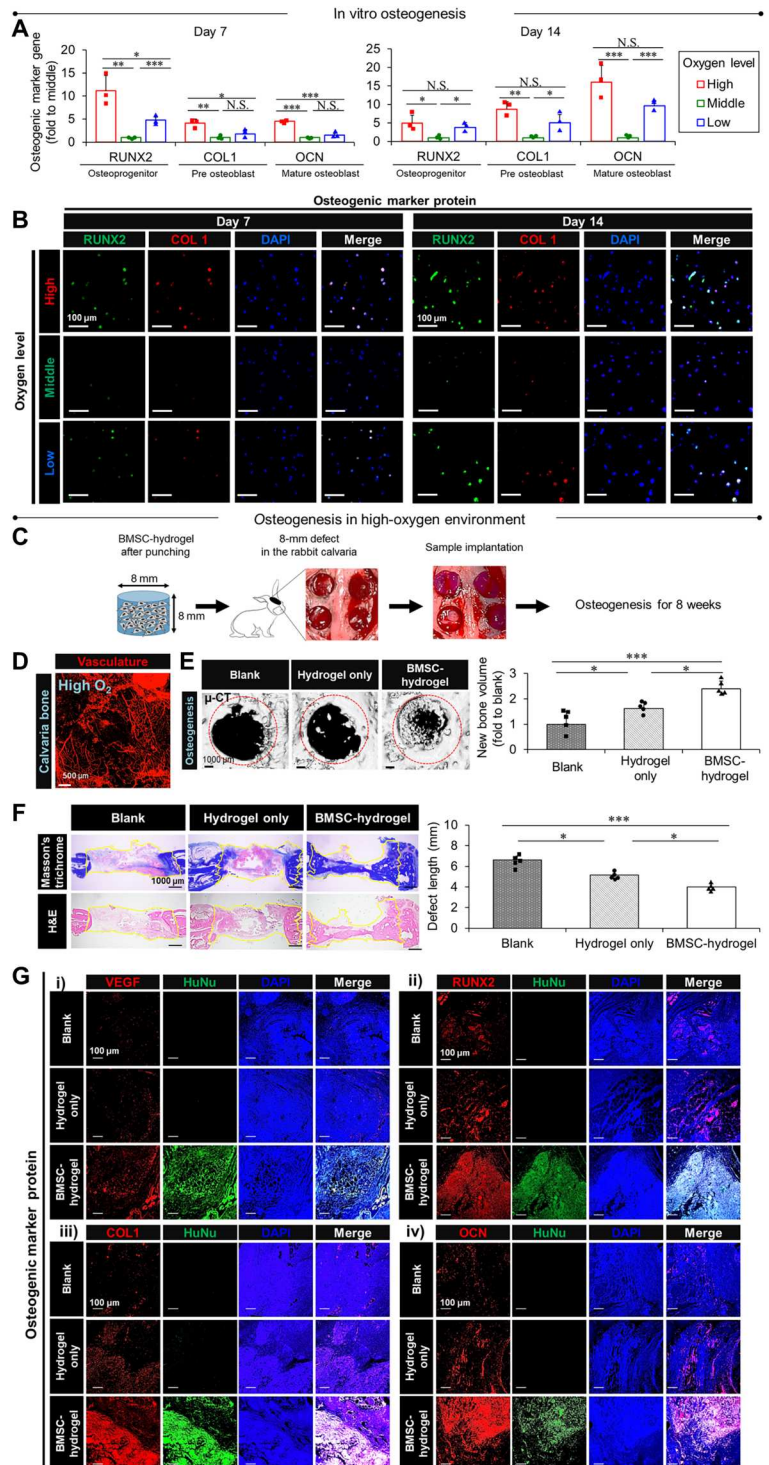 In vitro osteogenesis
A
Day 7
Day 14
Osteogenic marker gene
(fold to middle)
15
10
5
0
*
** ***
*
** N.S.
***
*** N.S.
RUNX2 COL1 OCN
Osteoprogenitor Pre osteoblast Mature osteoblast
25
20
15
10
5
0
N.S.
* *
N.S.
** *
N.S.
*** ***
RUNX2 COL1 OCN
Osteoprogenitor Pre osteoblast Mature osteoblast
Oxygen level
High
Middle
Low
B
Osteogenic marker protein
Day 7 Day 14
RUNX2 COL 1 DAPI Merge RUNX2 COL 1 DAPI Merge
Oxygen level
High
100 μm 100 μm
Middle
Low
Osteogenesis in high-oxygen environment
C
BMSC-hydrogel
after punching
8 mm
8 mm
8-mm defect
in the rabbit calvaria
Sample implantation
Osteogenesis for 8 weeks
D
Vasculature
Calvaria bone
High O2
500 μm
E
Blank Hydrogel only BMSC-
hydrogel
Osteogenesis
μ-CT
1000 μm
New bone volume
(fold to blank)
3
2
1
0
***
* *
Blank Hydrogel
only
BMSC-
hydrogel
F
Blank Hydrogel only BMSC-hydrogel
Masson's
trichrome
1000 μm
H&E
Defect length (mm)
10
8
6
4
2
0
***
* *
Blank Hydrogel only BMSC-hydrogel
G
Osteogenic marker protein
i)
VEGF HuNu DAPI Merge
Blank
100 μm
Hydrogel
only
BMSC-
hydrogel
ii)
RUNX2 HuNu DAPI Merge
Blank
100 μm
Hydrogel
only
BMSC-
hydrogel
iii)
COL1 HuNu DAPI Merge
Blank
100 μm
Hydrogel
only
BMSC-
hydrogel
iv)
OCN HuNu DAPI Merge
Blank
100 μm
Hydrogel
only
BMSC-
hydrogel